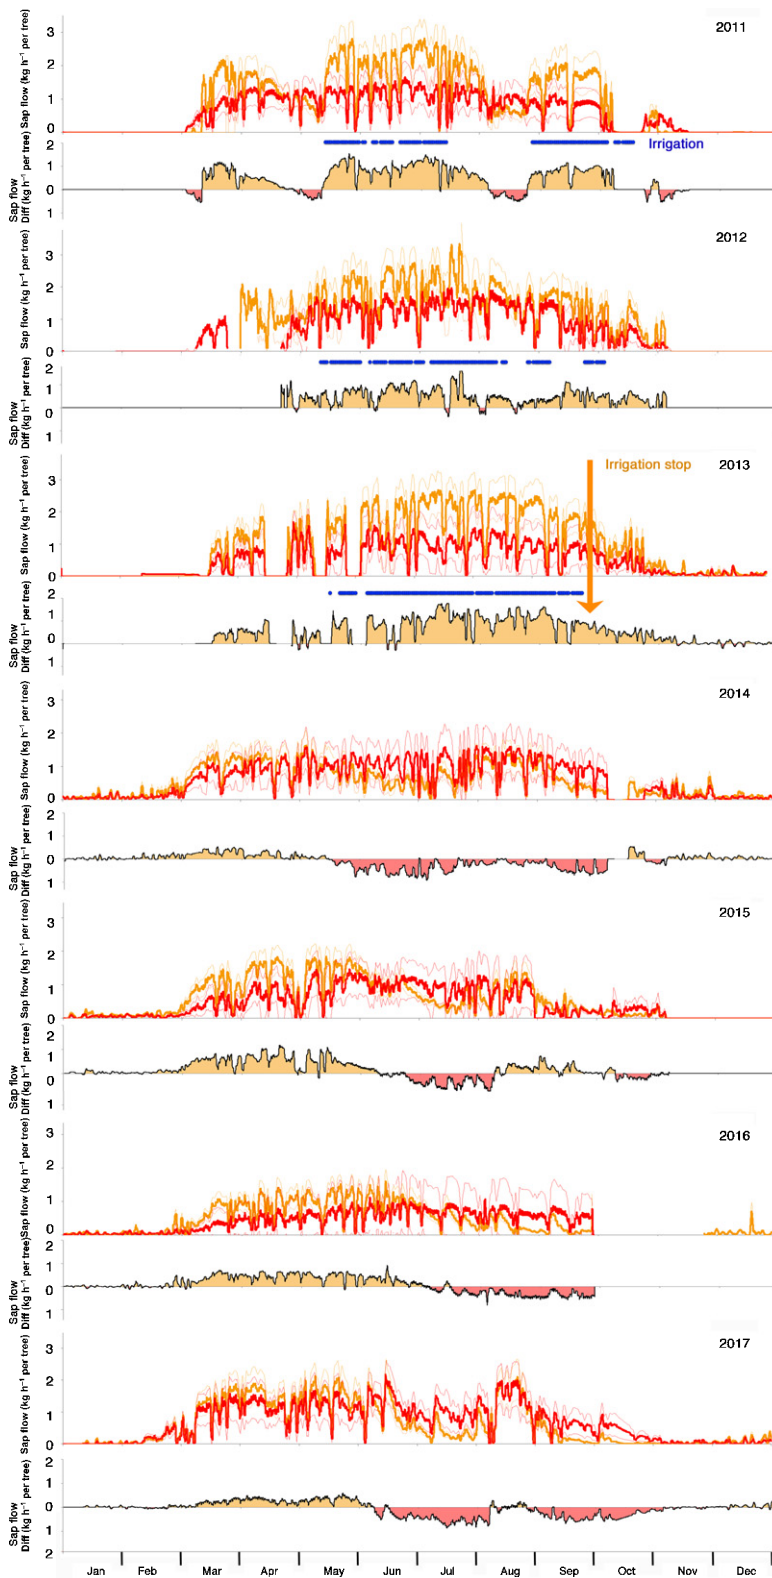 2011
Sap flow (kg h⁻¹ per tree)
3
2
1
0
Irrigation
Sap flow
Diff (kg h⁻¹ per tree)
2
1
0
1
2012
Sap flow (kg h⁻¹ per tree)
3
2
1
0
Sap flow
Diff (kg h⁻¹ per tree)
2
1
0
1
Irrigation stop
2013
Sap flow (kg h⁻¹ per tree)
3
2
1
0
Sap flow
Diff (kg h⁻¹ per tree)
2
1
0
1
2014
Sap flow (kg h⁻¹ per tree)
3
2
1
0
Sap flow
Diff (kg h⁻¹ per tree)
2
1
0
1
2015
Sap flow (kg h⁻¹ per tree)
3
2
1
0
Sap flow
Diff (kg h⁻¹ per tree)
2
1
0
1
2016
Sap flow (kg h⁻¹ per tree)
3
2
1
0
Sap flow
Diff (kg h⁻¹ per tree)
2
1
0
1
2017
Sap flow (kg h⁻¹ per tree)
3
2
1
0
Sap flow
Diff (kg h⁻¹ per tree)
2
1
0
1
2
Jan Feb Mar Apr May Jun Jul Aug Sep Oct Nov Dec